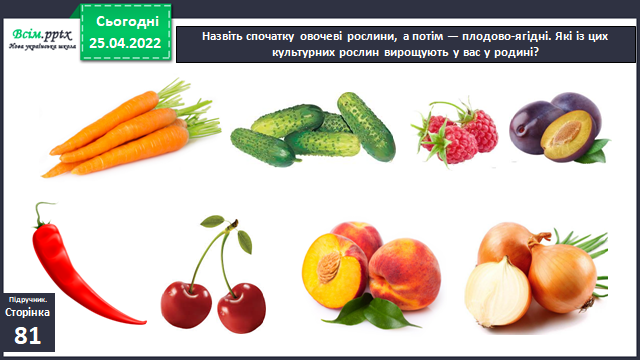 Всім.pptx
Нова українська школа
Сьогодні
25.04.2022
Назвіть спочатку овочеві рослини, а потім — плодово-ягідні. Які із цих
культурних рослин вирощують у вас у родині?
Підручник.
Сторінка
81